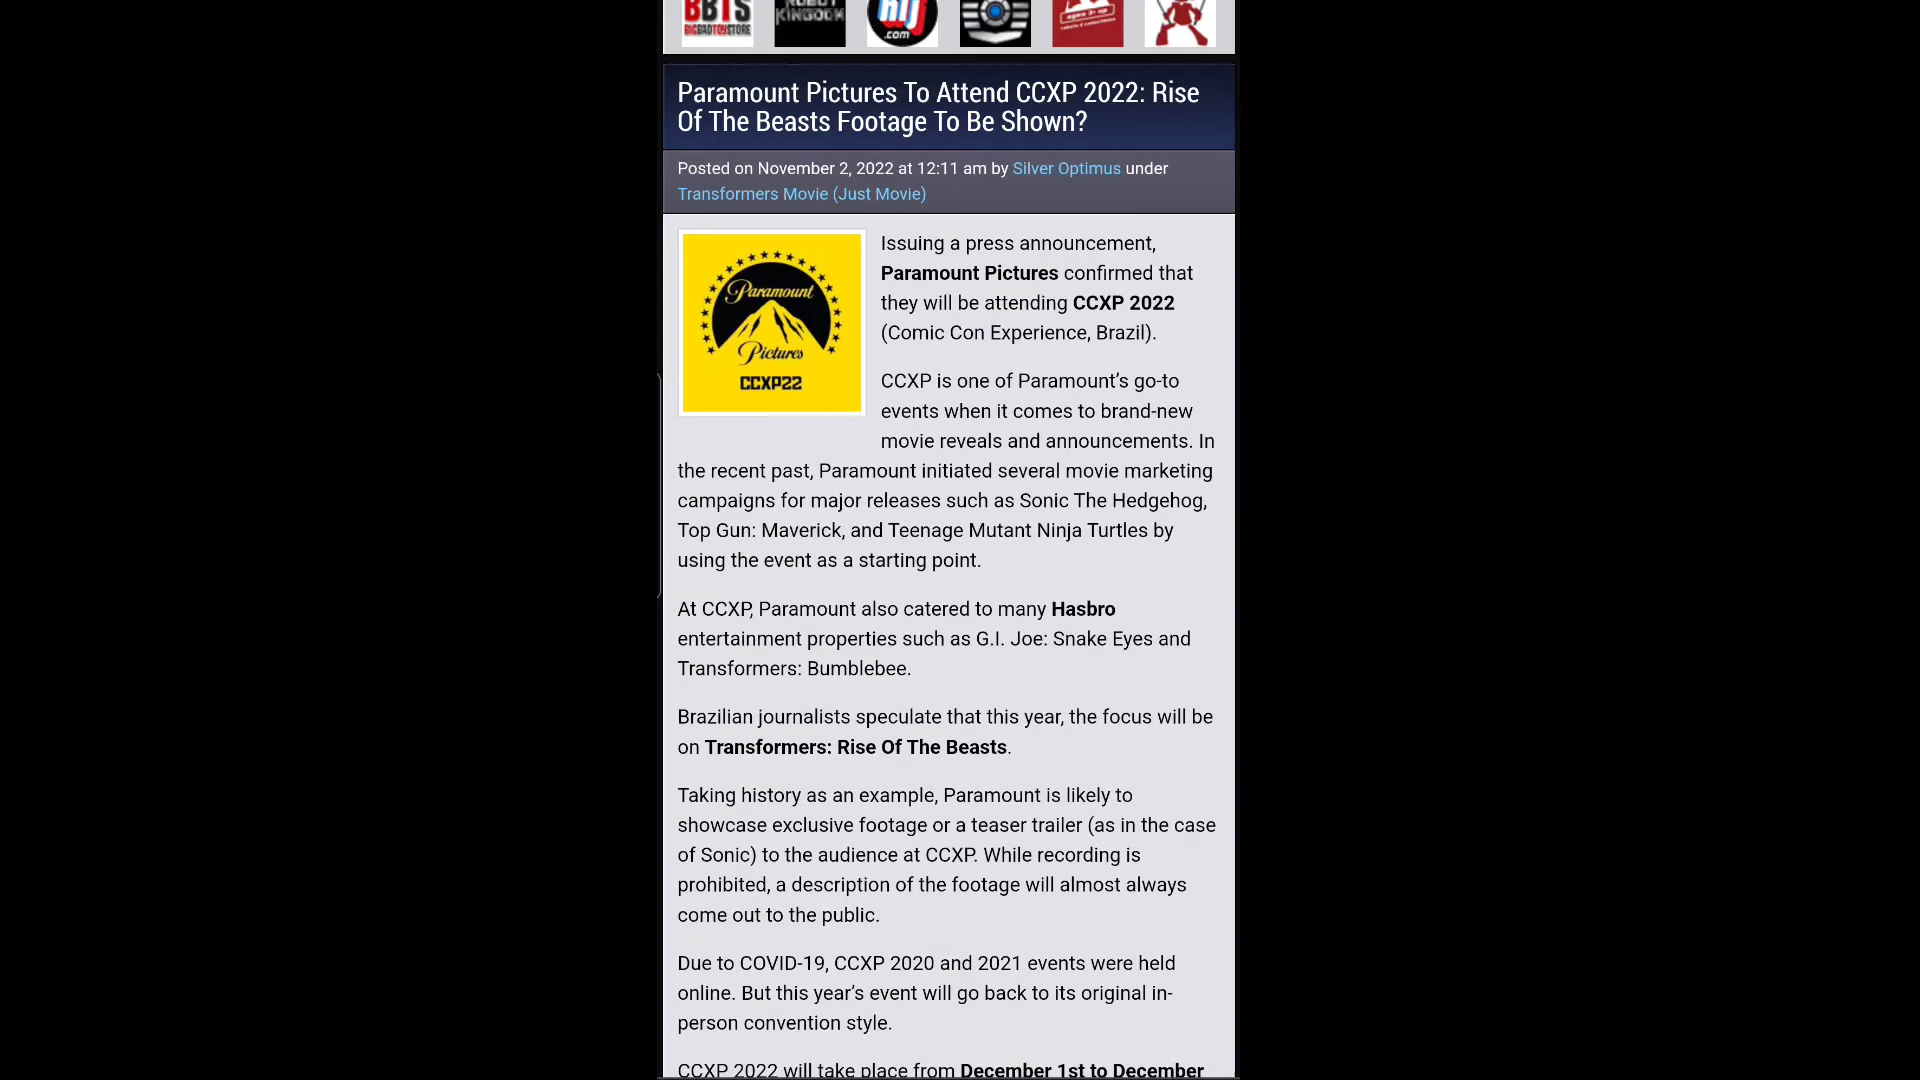 BBTS
BIGBADTOYSTORE
ROBOT
KINGDOM
hlj
.com
Paramount Pictures To Attend CCXP 2022: Rise
Of The Beasts Footage To Be Shown?
Posted on November 2, 2022 at 12:11 am by Silver Optimus under
Transformers Movie (Just Movie)
Paramount
Pictures
CCXP22
Issuing a press announcement,
Paramount Pictures confirmed that
they will be attending CCXP 2022
(Comic Con Experience, Brazil).
CCXP is one of Paramount’s go-to
events when it comes to brand-new
movie reveals and announcements. In
the recent past, Paramount initiated several movie marketing
campaigns for major releases such as Sonic The Hedgehog,
Top Gun: Maverick, and Teenage Mutant Ninja Turtles by
using the event as a starting point.
At CCXP, Paramount also catered to many Hasbro
entertainment properties such as G.I. Joe: Snake Eyes and
Transformers: Bumblebee.
Brazilian journalists speculate that this year, the focus will be
on Transformers: Rise Of The Beasts.
Taking history as an example, Paramount is likely to
showcase exclusive footage or a teaser trailer (as in the case
of Sonic) to the audience at CCXP. While recording is
prohibited, a description of the footage will almost always
come out to the public.
Due to COVID-19, CCXP 2020 and 2021 events were held
online. But this year’s event will go back to its original in-
person convention style.
CCXP 2022 will take place from December 1st to December